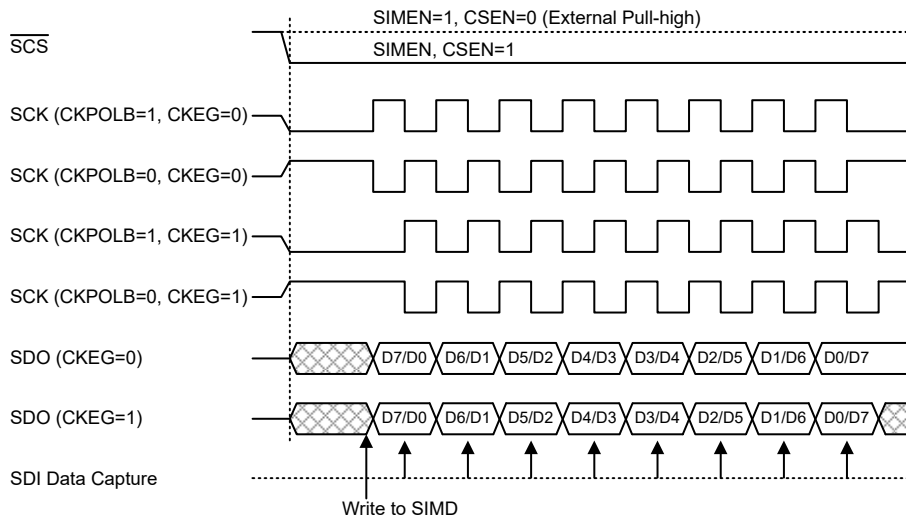 SIMEN=1, CSEN=0 (External Pull-high)
SCS
SIMEN, CSEN=1
SCK (CKPOLB=1, CKEG=0)
SCK (CKPOLB=0, CKEG=0)
SCK (CKPOLB=1, CKEG=1)
SCK (CKPOLB=0, CKEG=1)
SDO (CKEG=0) D7/D0 D6/D1 D5/D2 D4/D3 D3/D4 D2/D5 D1/D6 D0/D7
SDO (CKEG=1) D7/D0 D6/D1 D5/D2 D4/D3 D3/D4 D2/D5 D1/D6 D0/D7
SDI Data Capture
Write to SIMD